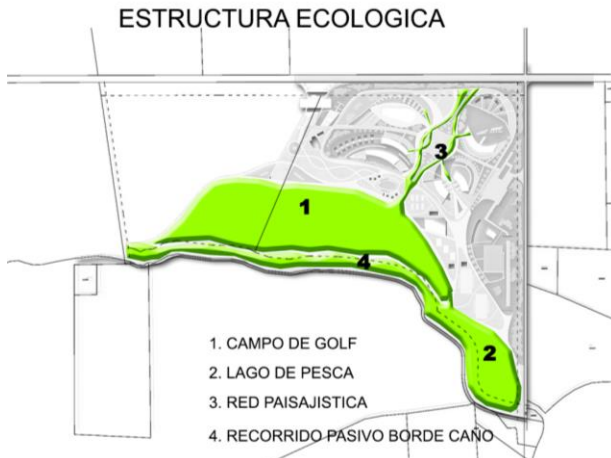 ESTRUCTURA ECOLOGICA
3
1
4
2
1. CAMPO DE GOLF
2. LAGO DE PESCA
3. RED PAISAJISTICA
4. RECORRIDO PASIVO BORDE CAÑO